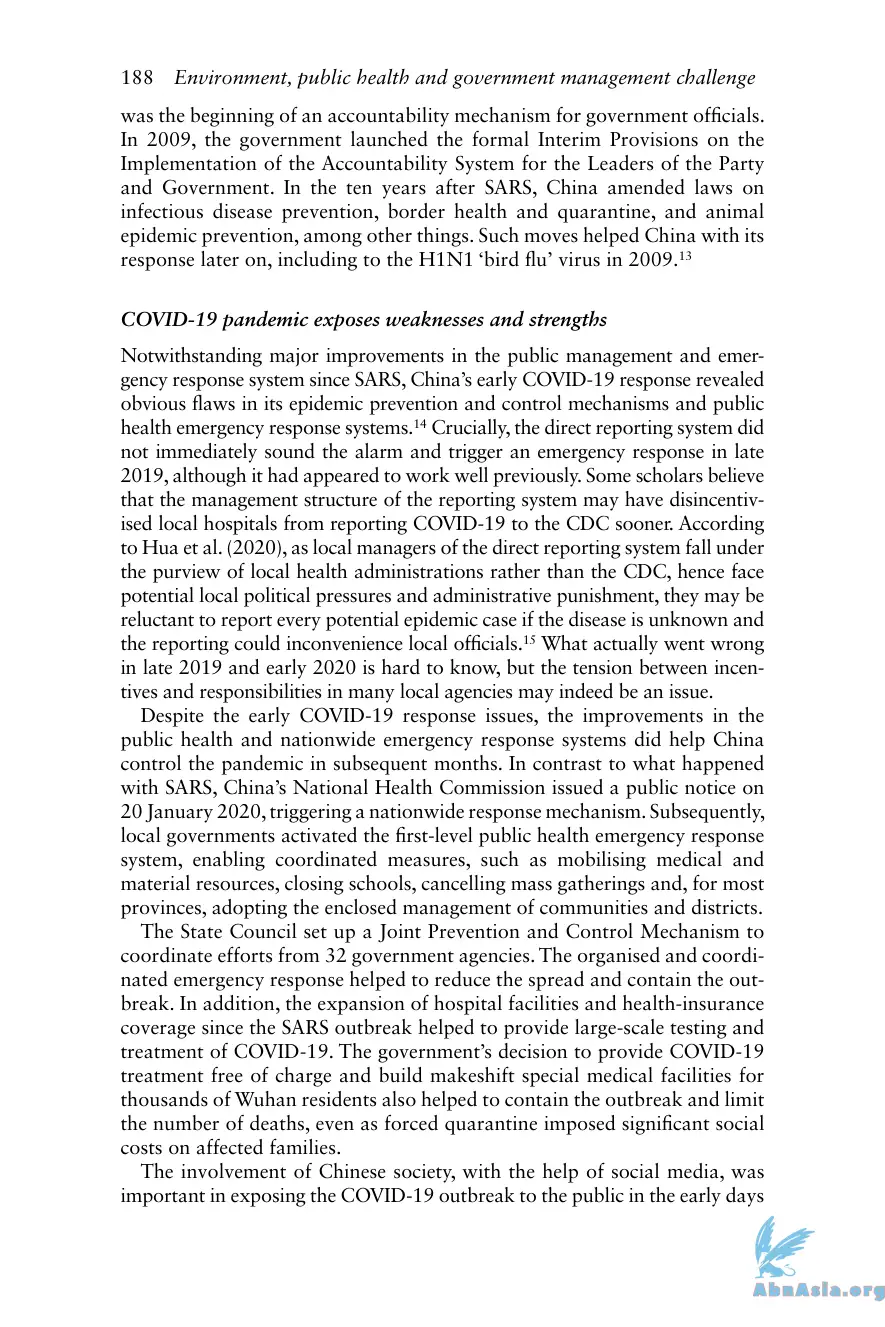 188 Environment, public health and government management challenge
was the beginning of an accountability mechanism for government officials.
In 2009, the government launched the formal Interim Provisions on the
Implementation of the Accountability System for the Leaders of the Party
and Government. In the ten years after SARS, China amended laws on
infectious disease prevention, border health and quarantine, and animal
epidemic prevention, among other things. Such moves helped China with its
response later on, including to the H1N1 ‘bird flu’ virus in 2009.13
COVID-19 pandemic exposes weaknesses and strengths
Notwithstanding major improvements in the public management and emer-
gency response system since SARS, China’s early COVID-19 response revealed
obvious flaws in its epidemic prevention and control mechanisms and public
health emergency response systems.14 Crucially, the direct reporting system did
not immediately sound the alarm and trigger an emergency response in late
2019, although it had appeared to work well previously. Some scholars believe
that the management structure of the reporting system may have disincentiv-
ised local hospitals from reporting COVID-19 to the CDC sooner. According
to Hua et al. (2020), as local managers of the direct reporting system fall under
the purview of local health administrations rather than the CDC, hence face
potential local political pressures and administrative punishment, they may be
reluctant to report every potential epidemic case if the disease is unknown and
the reporting could inconvenience local officials.15 What actually went wrong
in late 2019 and early 2020 is hard to know, but the tension between incen-
tives and responsibilities in many local agencies may indeed be an issue.
Despite the early COVID-19 response issues, the improvements in the
public health and nationwide emergency response systems did help China
control the pandemic in subsequent months. In contrast to what happened
with SARS, China’s National Health Commission issued a public notice on
20 January 2020, triggering a nationwide response mechanism. Subsequently,
local governments activated the first-level public health emergency response
system, enabling coordinated measures, such as mobilising medical and
material resources, closing schools, cancelling mass gatherings and, for most
provinces, adopting the enclosed management of communities and districts.
The State Council set up a Joint Prevention and Control Mechanism to
coordinate efforts from 32 government agencies. The organised and coordi-
nated emergency response helped to reduce the spread and contain the out-
break. In addition, the expansion of hospital facilities and health-insurance
coverage since the SARS outbreak helped to provide large-scale testing and
treatment of COVID-19. The government’s decision to provide COVID-19
treatment free of charge and build makeshift special medical facilities for
thousands of Wuhan residents also helped to contain the outbreak and limit
the number of deaths, even as forced quarantine imposed significant social
costs on affected families.
The involvement of Chinese society, with the help of social media, was
important in exposing the COVID-19 outbreak to the public in the early days
AbnAsia.org